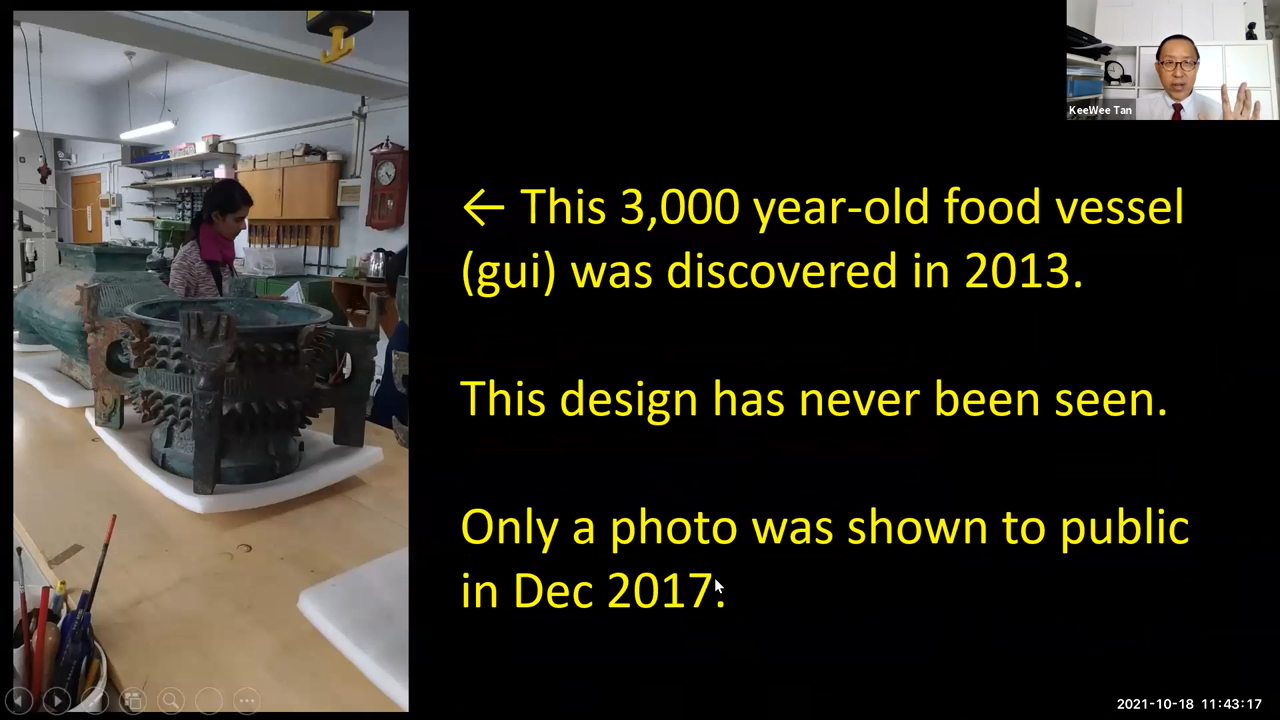 KeeWee Tan
← This 3,000 year-old food vessel
(gui) was discovered in 2013.
This design has never been seen.
Only a photo was shown to public
in Dec 2017.
2021-10-18 11:43:17